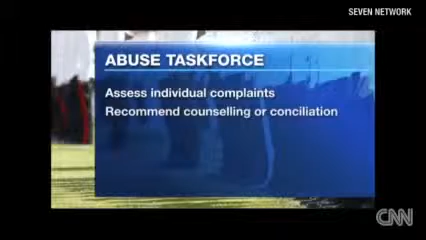 SEVEN NETWORK
ABUSE TASKFORCE
Assess individual complaints
Recommend counselling or conciliation
CNN